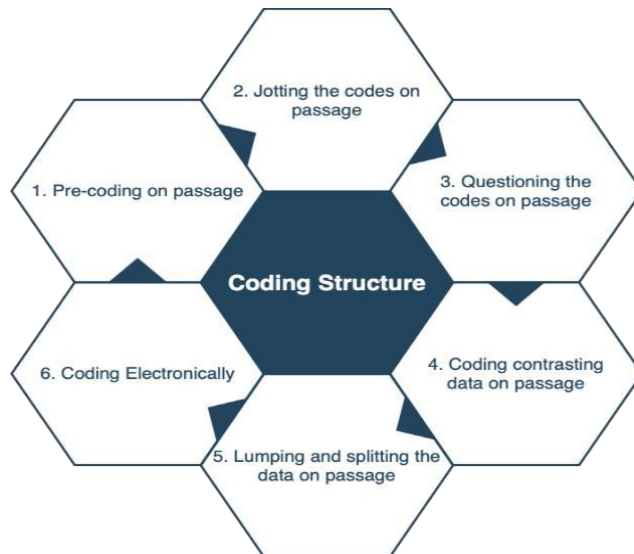 2. Jotting the codes on
passage
1. Pre-coding on passage
3. Questioning the
codes on passage
Coding Structure
6. Coding Electronically
4. Coding contrasting
data on passage
5. Lumping and splitting the
data on passage